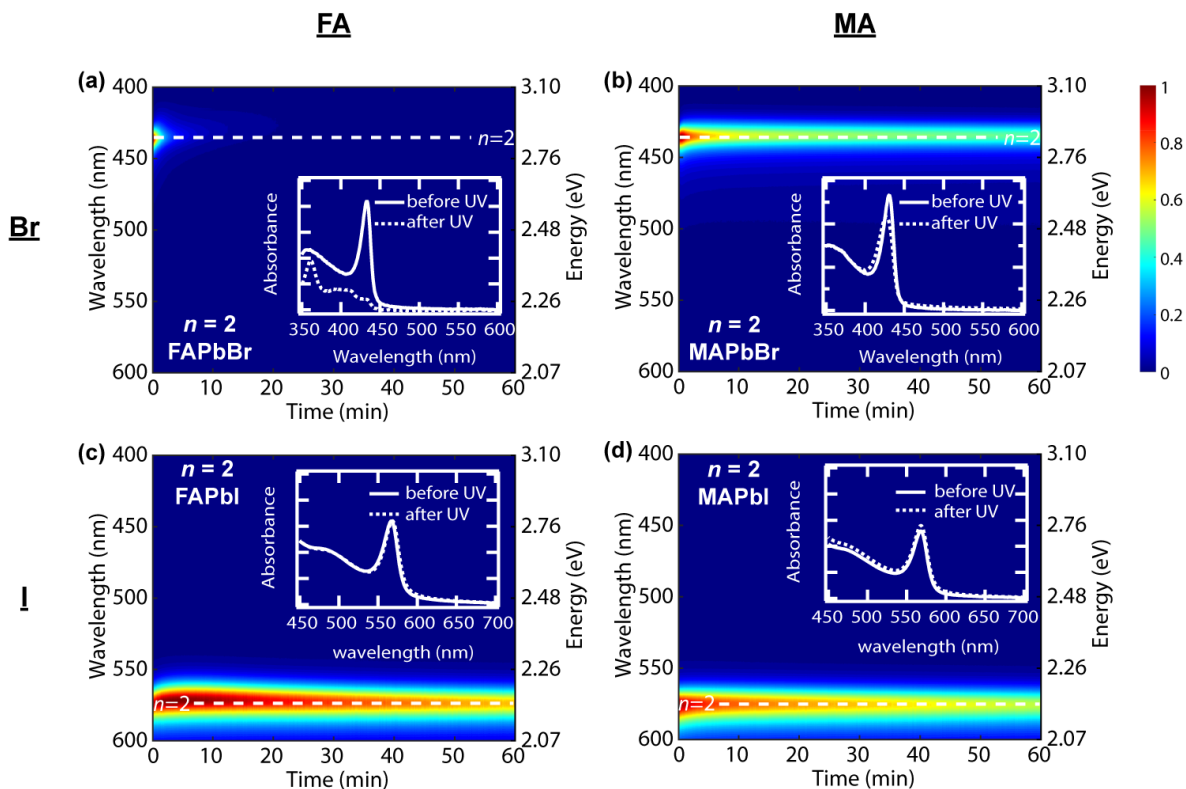 FA
MA
Br
I
(a)
400
450
500
550
600
Wavelength (nm)
3.10
2.76
2.48
2.26
2.07
Energy (eV)
n=2
before UV
after UV
Absorbance
350 400 450 500 550 600
Wavelength (nm)
n = 2
FAPbBr
0 10 20 30 40 50 60
Time (min)
(b)
400
450
500
550
600
Wavelength (nm)
3.10
2.76
2.48
2.26
2.07
Energy (eV)
n=2
before UV
after UV
Absorbance
350 400 450 500 550 600
Wavelength (nm)
n = 2
MAPbBr
0 10 20 30 40 50 60
Time (min)
1
0.8
0.6
0.4
0.2
0
(c)
400
450
500
550
600
Wavelength (nm)
3.10
2.76
2.48
2.26
2.07
Energy (eV)
n = 2
FAPbI
before UV
after UV
Absorbance
450 500 550 600 650 700
wavelength (nm)
n=2
0 10 20 30 40 50 60
Time (min)
(d)
400
450
500
550
600
Wavelength (nm)
3.10
2.76
2.48
2.26
2.07
Energy (eV)
n = 2
MAPbI
before UV
after UV
Absorbance
450 500 550 600 650 700
wavelength (nm)
n=2
0 10 20 30 40 50 60
Time (min)